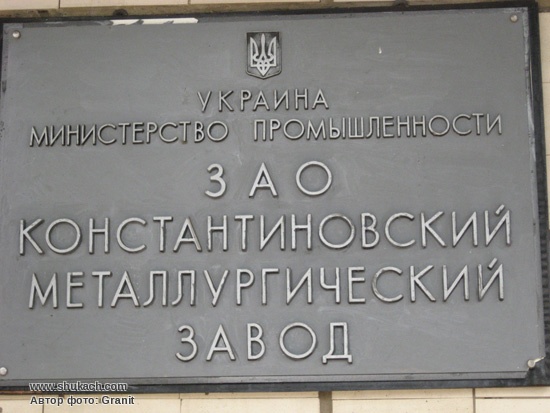 УКРАИНА
МИНИСТЕРСТВО ПРОМЫШЛЕННОСТИ
ЗАО
КОНСТАНТИНОВСКИЙ
МЕТАЛЛУРГИЧЕСКИЙ
ЗАВОД
www.shukach.com
Автор фото: Granit